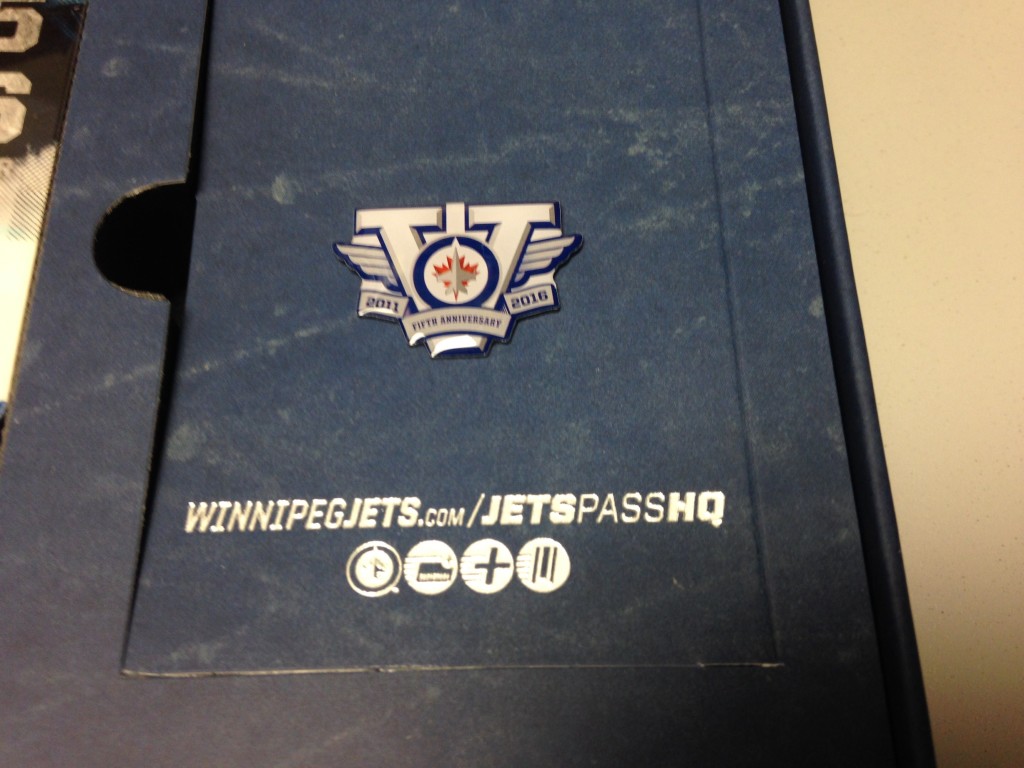 2011
2016
FIFTH ANNIVERSARY
WINNIPEGJETS.COM/JETSPASSHQ